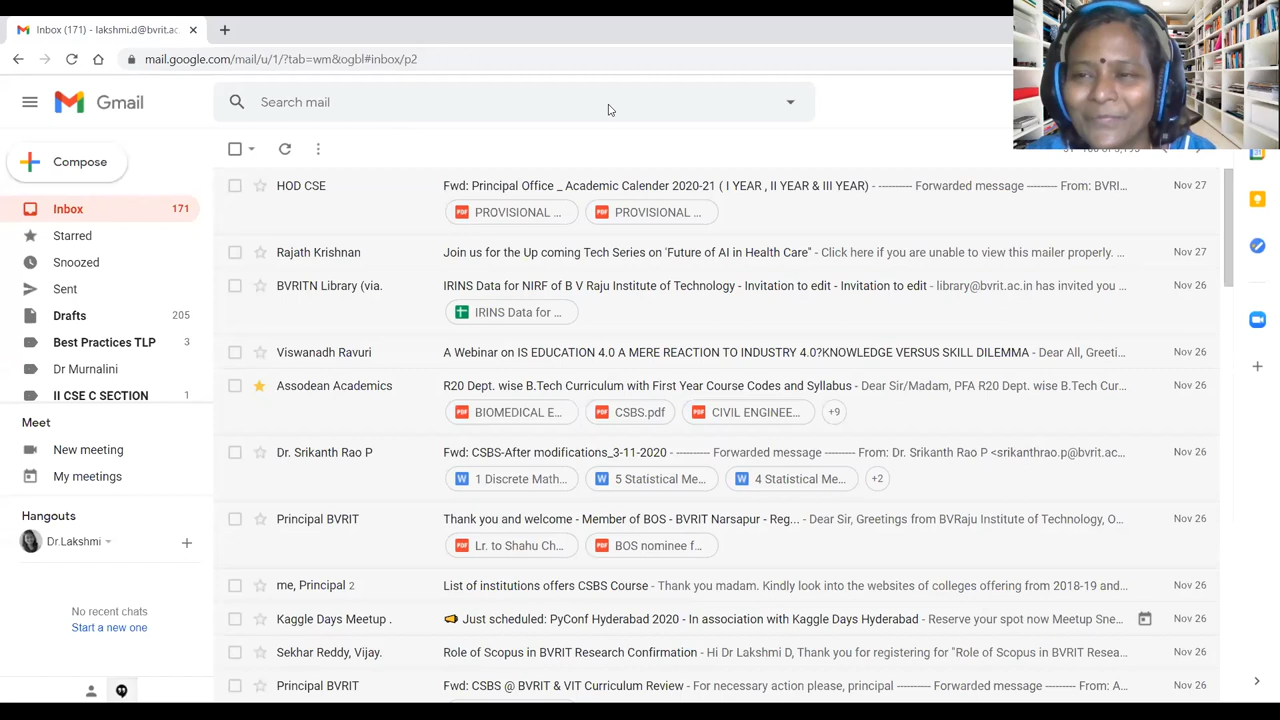 Inbox (171) - lakshmi.d@bvrit.ac
mail.google.com/mail/u/1/?tab=wm&ogbl#inbox/p2
Gmail
Search mail
Compose
Inbox 171
Starred
Snoozed
Sent
Drafts 205
Best Practices TLP 3
Dr Murnalini
II CSE C SECTION 1
Meet
New meeting
My meetings
Hangouts
Dr.Lakshmi
No recent chats
Start a new one
HOD CSE Fwd: Principal Office _ Academic Calender 2020-21 ( I YEAR , II YEAR & III YEAR) - ---------- Forwarded message --------- From: BVRI... Nov 27
PROVISIONAL ... PROVISIONAL ...
Rajath Krishnan Join us for the Up coming Tech Series on 'Future of AI in Health Care" - Click here if you are unable to view this mailer properly. ... Nov 27
BVRITN Library (via. IRINS Data for NIRF of B V Raju Institute of Technology - Invitation to edit - Invitation to edit - library@bvrit.ac.in has invited you ... Nov 26
IRINS Data for ...
Viswanadh Ravuri A Webinar on IS EDUCATION 4.0 A MERE REACTION TO INDUSTRY 4.0?KNOWLEDGE VERSUS SKILL DILEMMA - Dear All, Greeti... Nov 26
Assodean Academics R20 Dept. wise B.Tech Curriculum with First Year Course Codes and Syllabus - Dear Sir/Madam, PFA R20 Dept. wise B.Tech Cur... Nov 26
BIOMEDICAL E... CSBS.pdf CIVIL ENGINEE... +9
Dr. Srikanth Rao P Fwd: CSBS-After modifications_3-11-2020 - ---------- Forwarded message --------- From: Dr. Srikanth Rao P <srikanthrao.p@bvrit.ac... Nov 26
1 Discrete Math... 5 Statistical Me... 4 Statistical Me... +2
Principal BVRIT Thank you and welcome - Member of BOS - BVRIT Narsapur - Reg... - Dear Sir, Greetings from BVRaju Institute of Technology, O... Nov 26
Lr. to Shahu Ch... BOS nominee f...
me, Principal 2 List of institutions offers CSBS Course - Thank you madam. Kindly look into the websites of colleges offering from 2018-19 and... Nov 26
Kaggle Days Meetup . Just scheduled: PyConf Hyderabad 2020 - In association with Kaggle Days Hyderabad - Reserve your spot now Meetup Sne... Nov 26
Sekhar Reddy, Vijay. Role of Scopus in BVRIT Research Confirmation - Hi Dr Lakshmi D, Thank you for registering for "Role of Scopus in BVRIT Resea... Nov 26
Principal BVRIT Fwd: CSBS @ BVRIT & VIT Curriculum Review - For necessary action please, principal ---------- Forwarded message --------- From: A... Nov 26